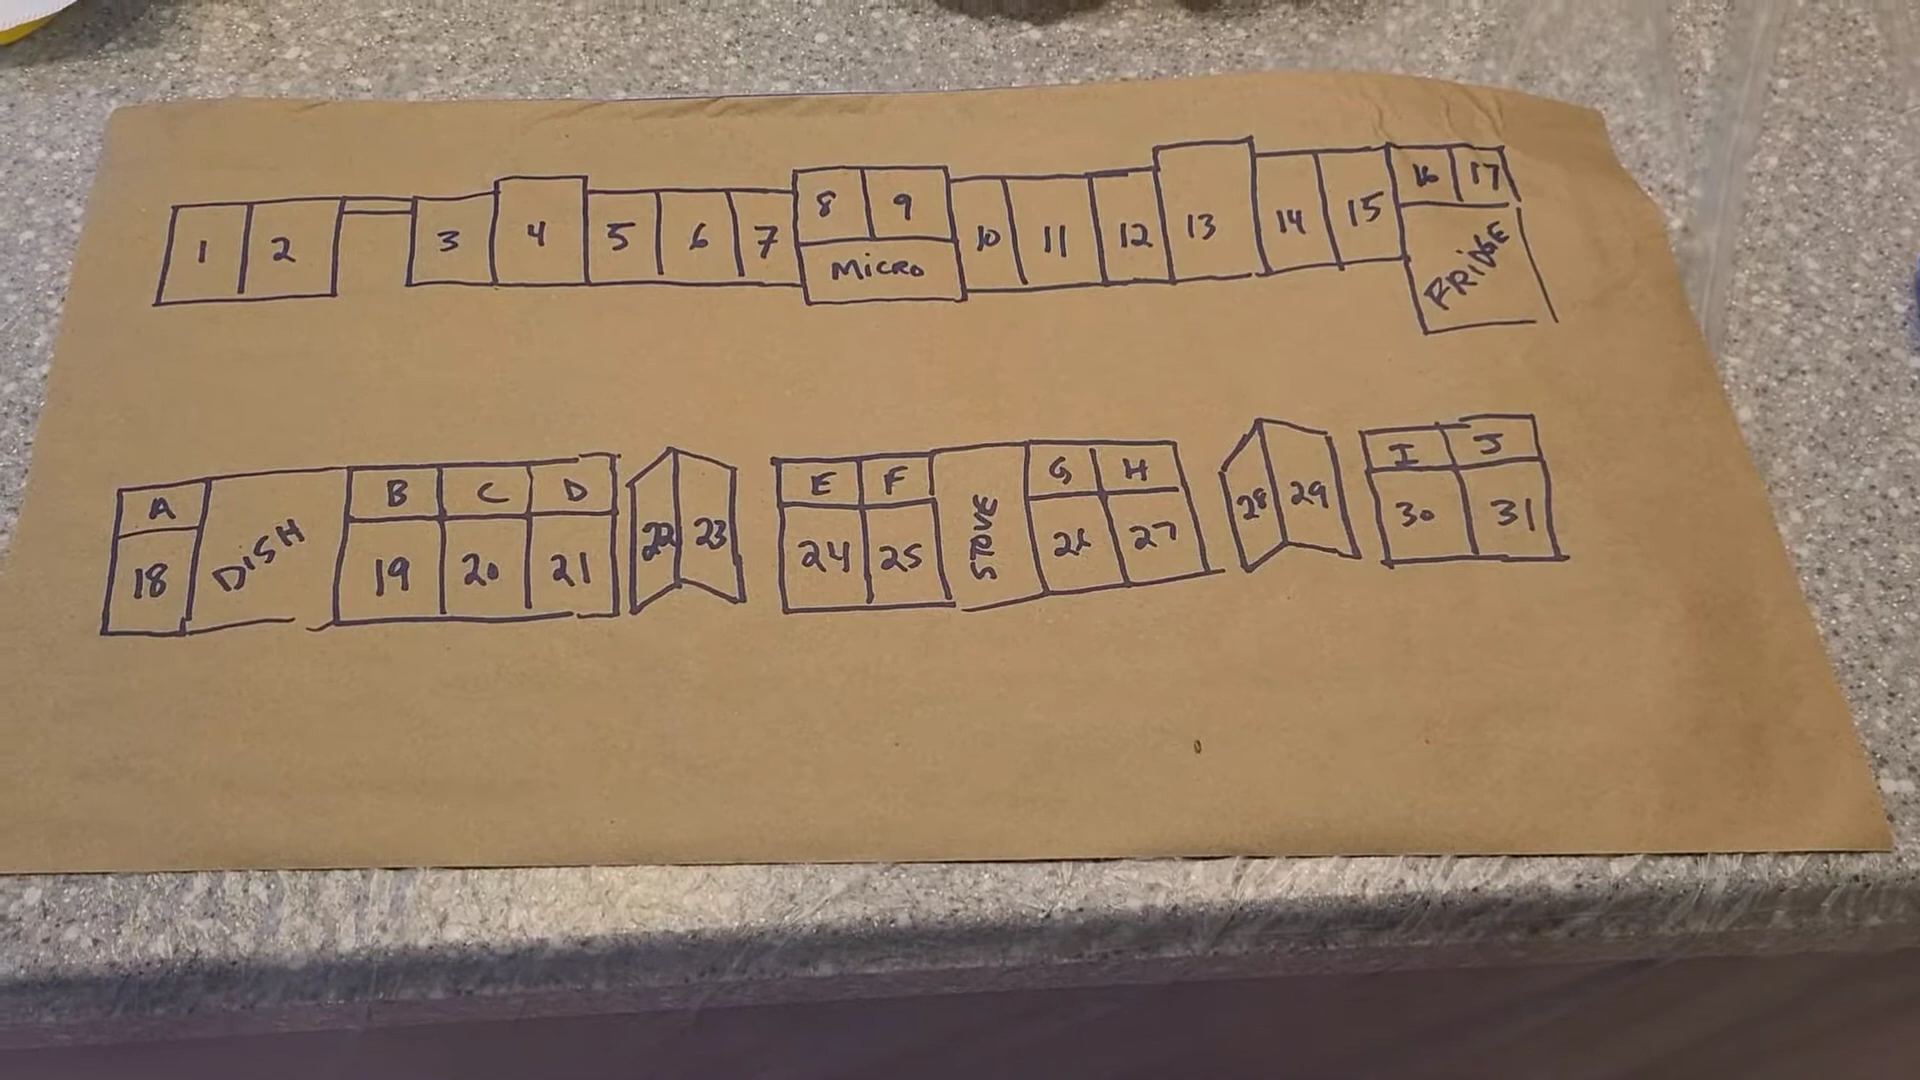 1 2 3 4 5 6 7 8 9 10 11 12 13 14 15 16 17
MICRO FRIDGE
A B C D E F G H I J
18 DISH 19 20 21 22 23 24 25 STOVE 26 27 28 29 30 31